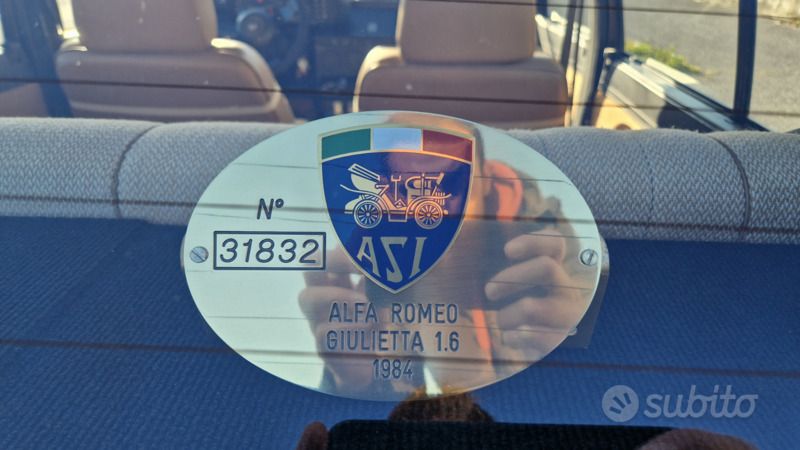 N°
31832
ASI
ALFA ROMEO
GIULIETTA 1.6
1984
subito